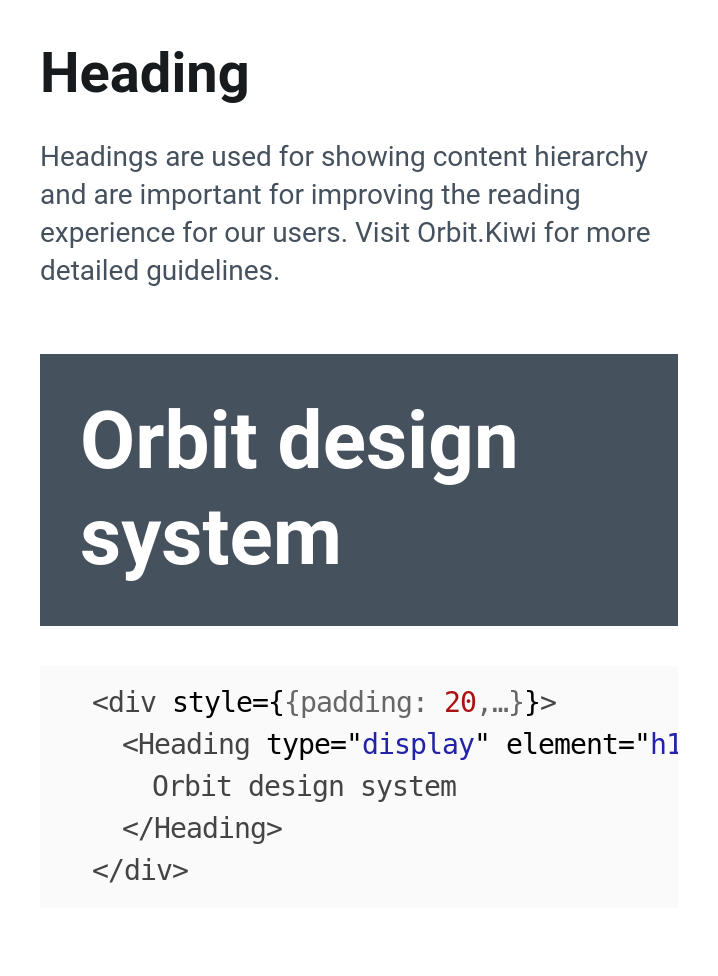 Heading
Headings are used for showing content hierarchy
and are important for improving the reading
experience for our users. Visit Orbit.Kiwi for more
detailed guidelines.
Orbit design
system
<div style={{padding: 20,…}}>
<Heading type="display" element="h1
Orbit design system
</Heading>
</div>